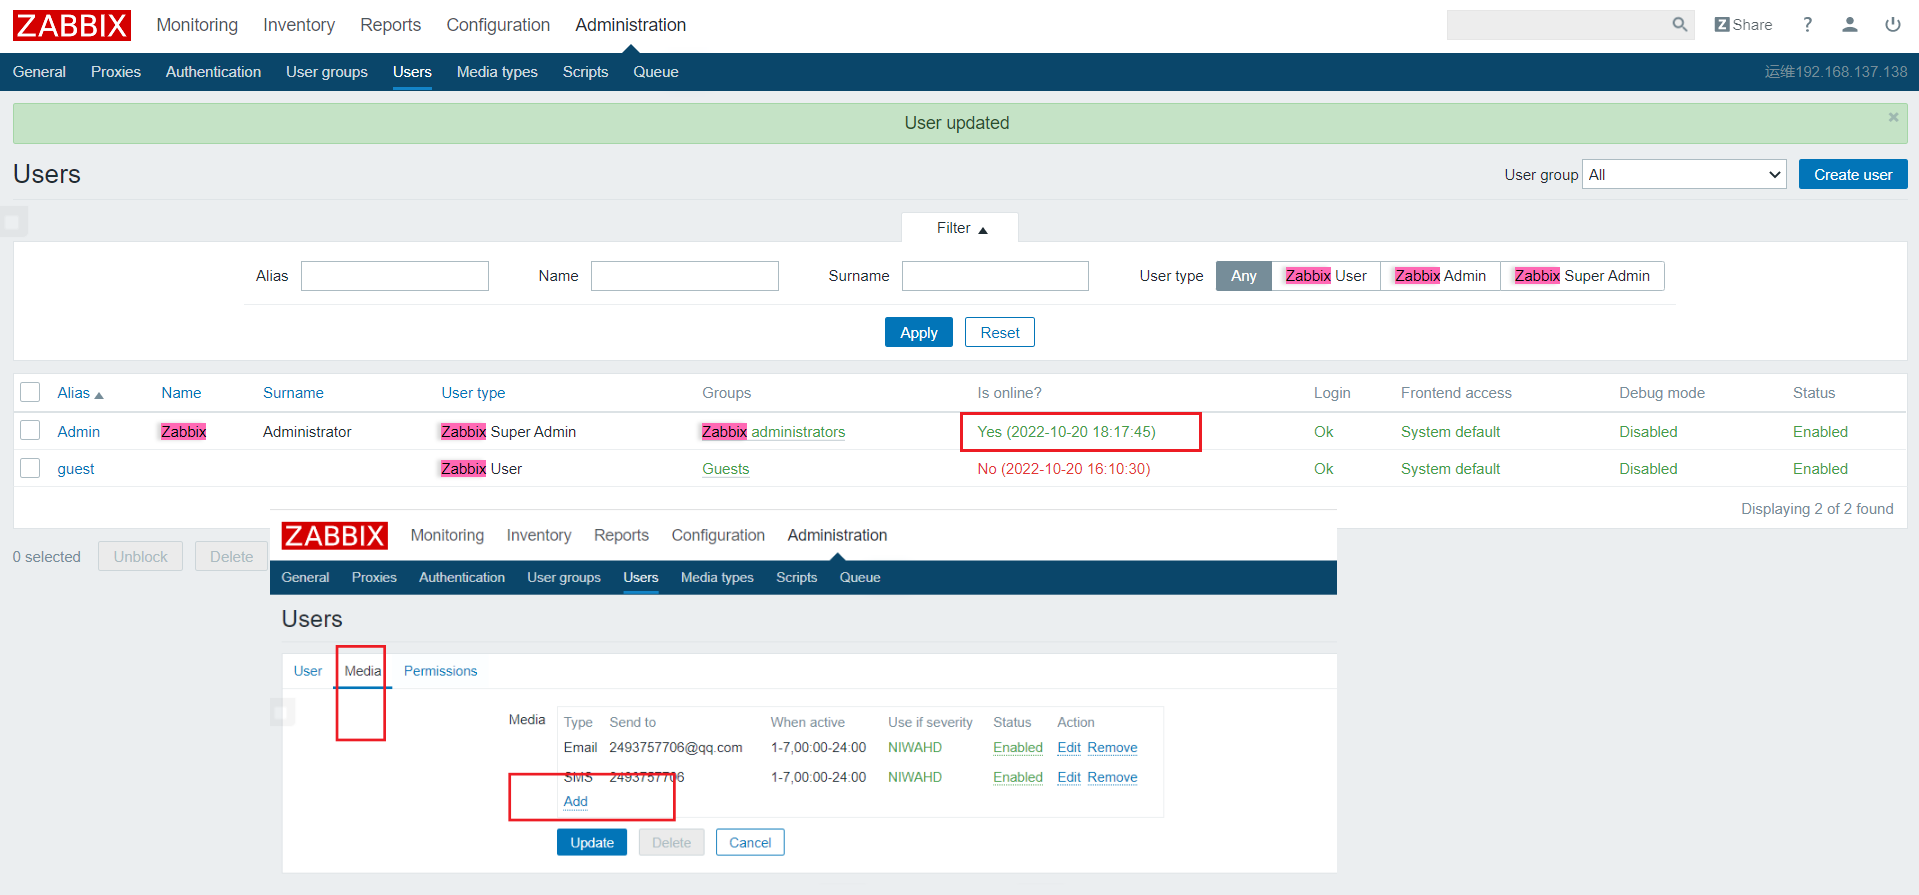 ZABBIX Monitoring Inventory Reports Configuration Administration Z Share ?
General Proxies Authentication User groups Users Media types Scripts Queue 运维192.168.137.138
User updated
Users User group All Create user
Filter
Alias Name Surname User type Any Zabbix User Zabbix Admin Zabbix Super Admin
Apply Reset
Alias Name Surname User type Groups Is online? Login Frontend access Debug mode Status
Admin Zabbix Administrator Zabbix Super Admin Zabbix administrators Yes (2022-10-20 18:17:45) Ok System default Disabled Enabled
guest Zabbix User Guests No (2022-10-20 16:10:30) Ok System default Disabled Enabled
Displaying 2 of 2 found
0 selected Unblock Delete
ZABBIX Monitoring Inventory Reports Configuration Administration
General Proxies Authentication User groups Users Media types Scripts Queue
Users
User Media Permissions
Media Type Send to When active Use if severity Status Action
Email 2493757706@qq.com 1-7,00:00-24:00 NIWAHD Enabled Edit Remove
SMS 2493757706 1-7,00:00-24:00 NIWAHD Enabled Edit Remove
Add
Update Delete Cancel